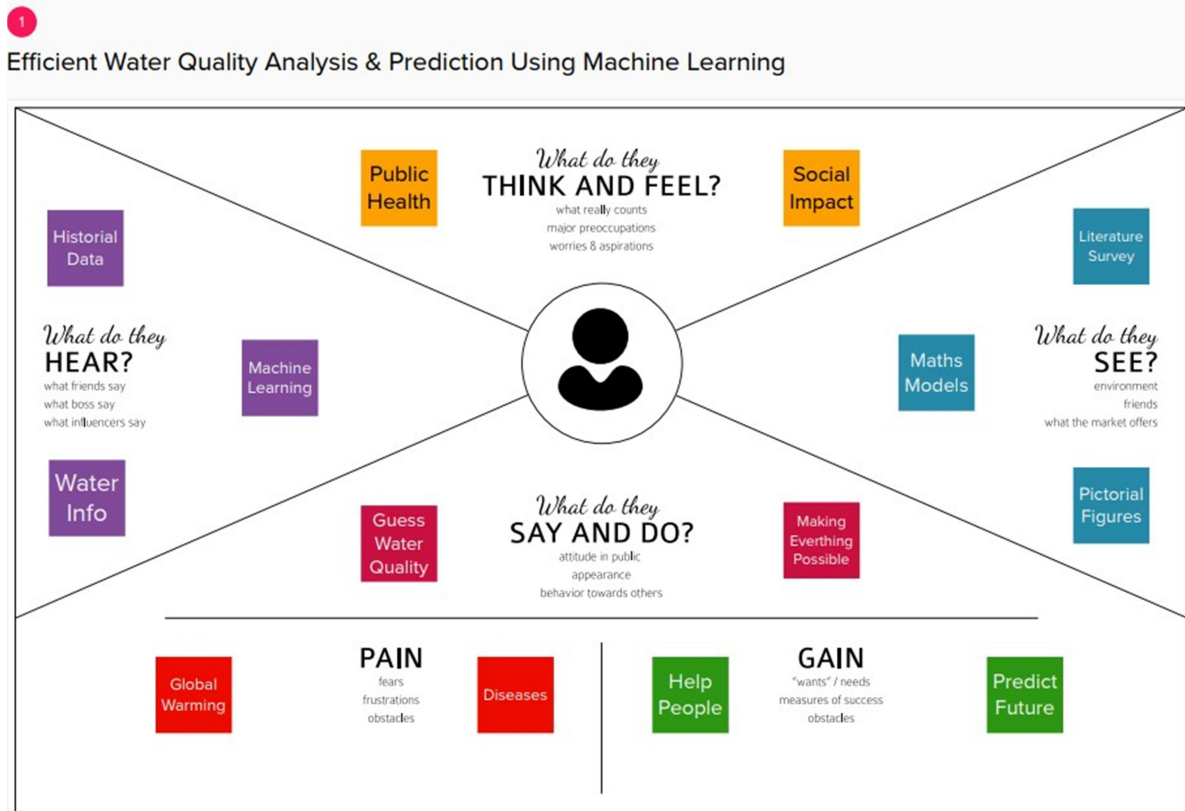 1
Efficient Water Quality Analysis & Prediction Using Machine Learning
Public
Health
What do they
THINK AND FEEL?
what really counts
major preoccupations
worries & aspirations
Social
Impact
Historial
Data
What do they
HEAR?
what friends say
what boss say
what influencers say
Machine
Learning
Water
Info
Literature
Survey
Maths
Models
What do they
SEE?
environment
friends
what the market offers
Pictorial
Figures
Guess
Water
Quality
What do they
SAY AND DO?
attitude in public
appearance
behavior towards others
Making
Everthing
Possible
Global
Warming
PAIN
fears
frustrations
obstacles
Diseases
Help
People
GAIN
"wants" / needs
measures of success
obstacles
Predict
Future